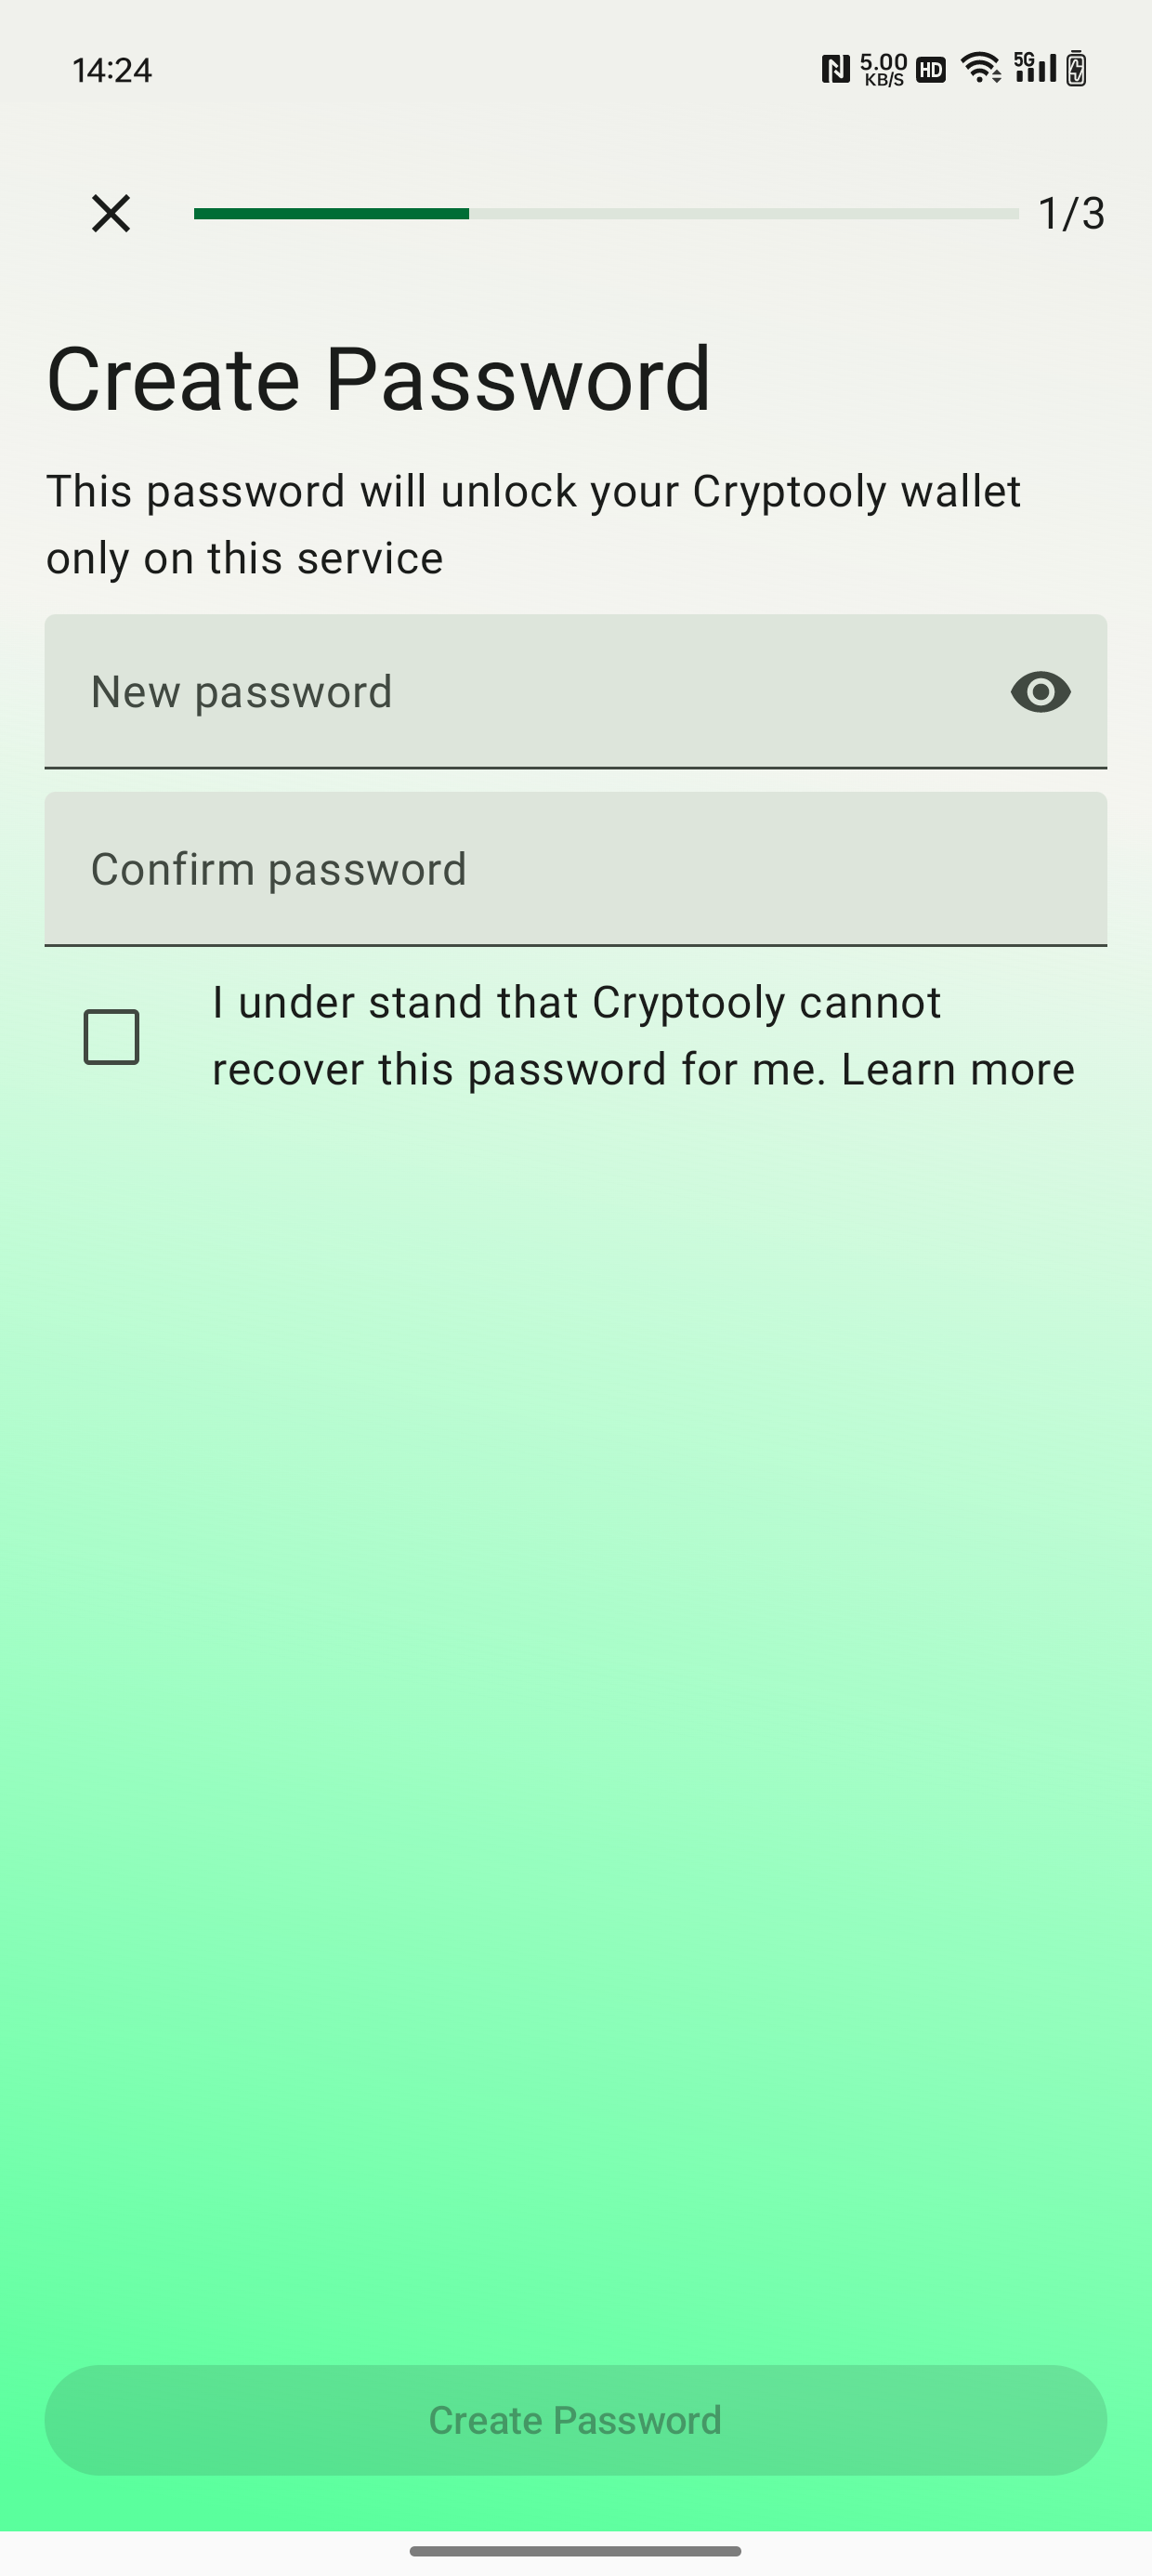 14:24
5.00
KB/S
HD
5G
1/3
Create Password
This password will unlock your Cryptooly wallet
only on this service
New password
Confirm password
I under stand that Cryptooly cannot
recover this password for me. Learn more
Create Password